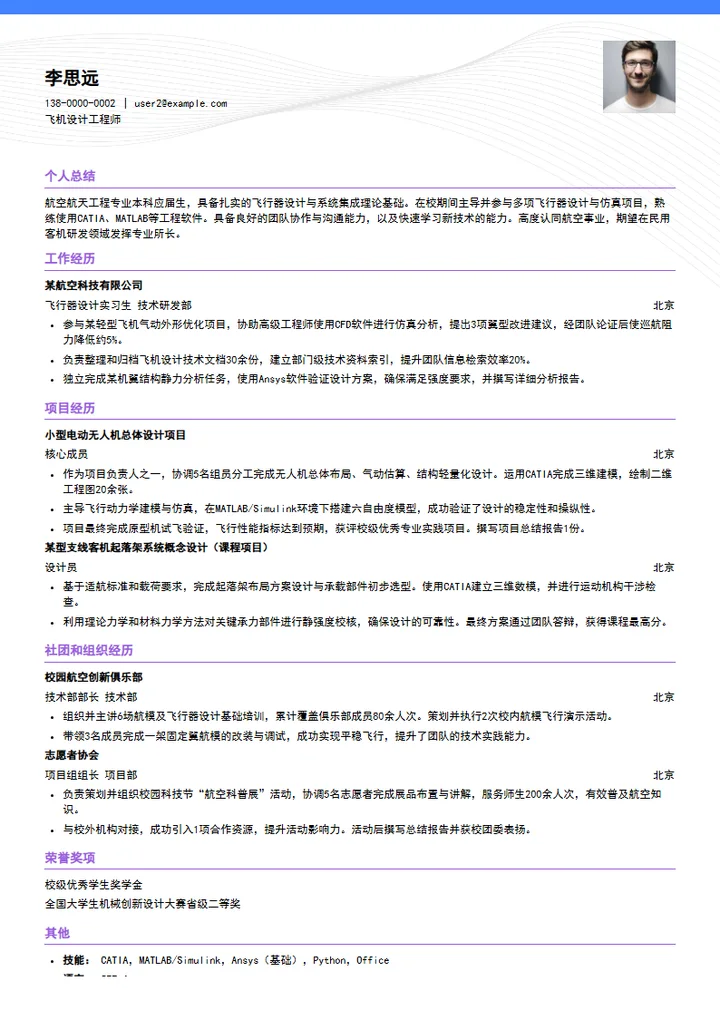 李思远
138-0000-0002 | user2@example.com
飞机设计工程师
个人总结
航空航天工程专业本科应届生，具备扎实的飞行器设计与系统集成理论基础。在校期间主导并参与多项飞行器设计与仿真项目，熟
练使用CATIA、MATLAB等工程软件。具备良好的团队协作与沟通能力，以及快速学习新技术的能力。高度认同航空事业，期望在民用
客机研发领域发挥专业所长。
工作经历
某航空科技有限公司
飞行器设计实习生 技术研发部 北京
• 参与某轻型飞机气动外形优化项目，协助高级工程师使用CFD软件进行仿真分析，提出3项翼型改进建议，经团队论证后使巡航阻
力降低约5%。
• 负责整理和归档飞机设计技术文档30余份，建立部门级技术资料索引，提升团队信息检索效率20%。
• 独立完成某机翼结构静力分析任务，使用Ansys软件验证设计方案，确保满足强度要求，并撰写详细分析报告。
项目经历
小型电动无人机总体设计项目
核心成员 北京
• 作为项目负责人之一，协调5名组员分工完成无人机总体布局、气动估算、结构轻量化设计。运用CATIA完成三维建模，绘制二维
工程图20余张。
• 主导飞行动力学建模与仿真，在MATLAB/Simulink环境下搭建六自由度模型，成功验证了设计的稳定性和操纵性。
• 项目最终完成原型机试飞验证，飞行性能指标达到预期，获评校级优秀专业实践项目。撰写项目总结报告1份。
某型支线客机起落架系统概念设计（课程项目）
设计员 北京
• 基于适航标准和载荷要求，完成起落架布局方案设计与承载部件初步选型。使用CATIA建立三维数模，并进行运动机构干涉检
查。
• 利用理论力学和材料力学方法对关键承力部件进行静强度校核，确保设计的可靠性。最终方案通过团队答辩，获得课程最高分。
社团和组织经历
校园航空创新俱乐部
技术部部长 技术部 北京
• 组织并主讲6场航模及飞行器设计基础培训，累计覆盖俱乐部成员80余人次。策划并执行2次校内航模飞行演示活动。
• 带领3名成员完成一架固定翼航模的改装与调试，成功实现平稳飞行，提升了团队的技术实践能力。
志愿者协会
项目组组长 项目部 北京
• 负责策划并组织校园科技节“航空科普展”活动，协调5名志愿者完成展品布置与讲解，服务师生200余人次，有效普及航空知
识。
• 与校外机构对接，成功引入1项合作资源，提升活动影响力。活动后撰写总结报告并获校团委表扬。
荣誉奖项
校级优秀学生奖学金
全国大学生机械创新设计大赛省级二等奖
其他
• 技能： CATIA, MATLAB/Simulink, Ansys（基础）, Python, Office